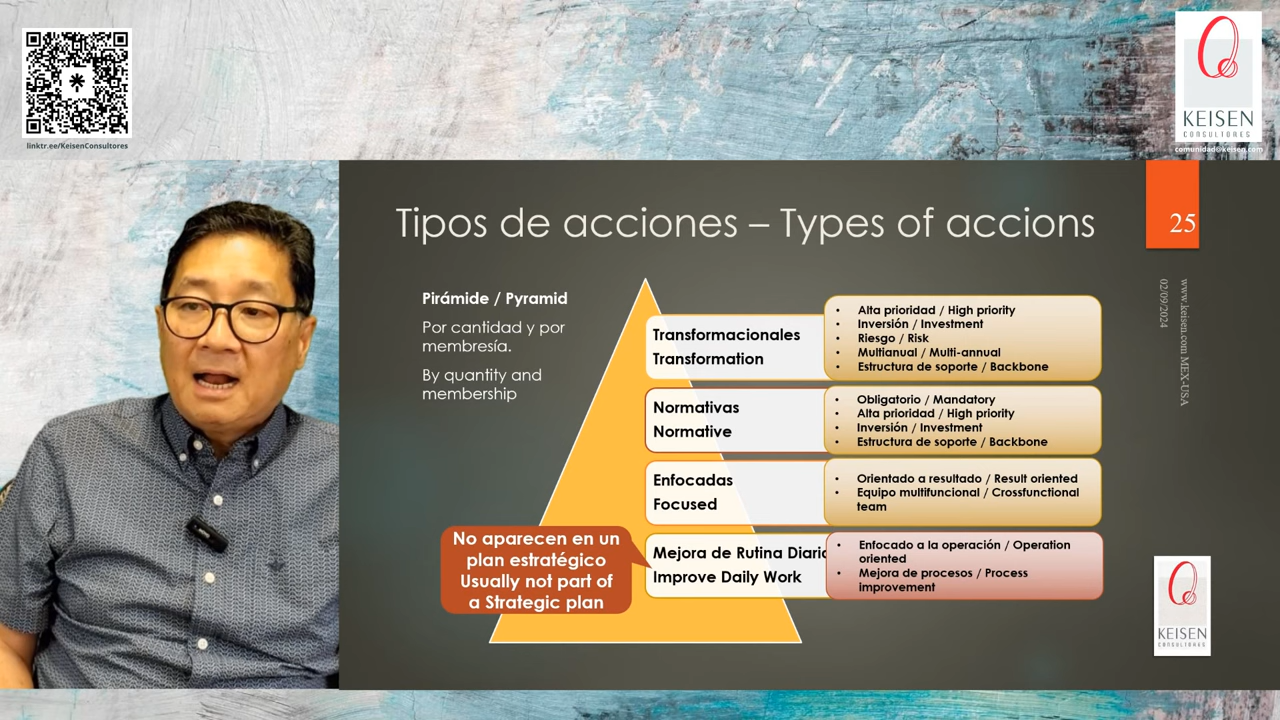 linktr.ee/KeisenConsultores
KEISEN
CONSULTORES
comunidad@keisen.com
Tipos de acciones – Types of accions
25
02/09/2024
www.keisen.com MEX-USA
Pirámide / Pyramid
Por cantidad y por
membresía.
By quantity and
membership
Transformacionales
Transformation
• Alta prioridad / High priority
• Inversión / Investment
• Riesgo / Risk
• Multianual / Multi-annual
• Estructura de soporte / Backbone
Normativas
Normative
• Obligatorio / Mandatory
• Alta prioridad / High priority
• Inversión / Investment
• Estructura de soporte / Backbone
Enfocadas
Focused
• Orientado a resultado / Result oriented
• Equipo multifuncional / Crossfunctional
team
No aparecen en un
plan estratégico
Usually not part of
a Strategic plan
Mejora de Rutina Diaria
Improve Daily Work
• Enfocado a la operación / Operation
oriented
• Mejora de procesos / Process
improvement
KEISEN
CONSULTORES